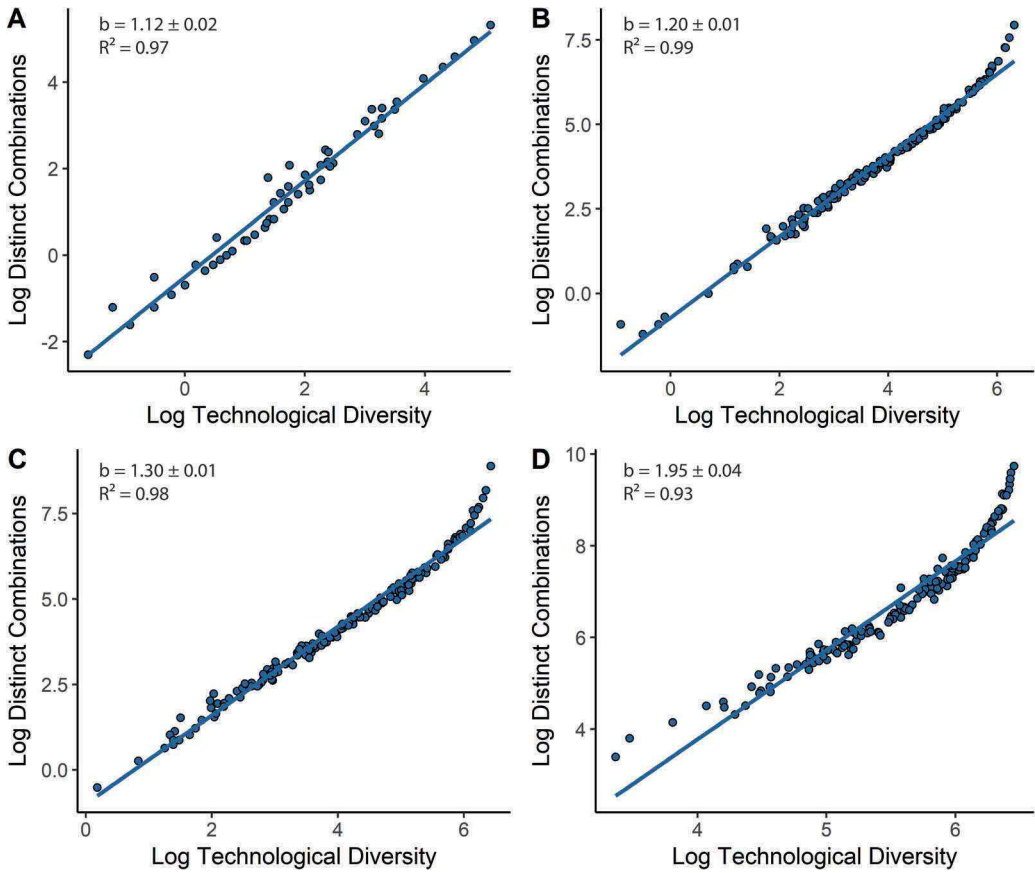 A
b = 1.12 ± 0.02
R² = 0.97
4
2
0
-2
0
2
4
Log Distinct Combinations
Log Technological Diversity
B
b = 1.20 ± 0.01
R² = 0.99
7.5
5.0
2.5
0.0
0
2
4
6
Log Distinct Combinations
Log Technological Diversity
C
b = 1.30 ± 0.01
R² = 0.98
7.5
5.0
2.5
0.0
0
2
4
6
Log Distinct Combinations
Log Technological Diversity
D
b = 1.95 ± 0.04
R² = 0.93
10
8
6
4
4
5
6
Log Distinct Combinations
Log Technological Diversity